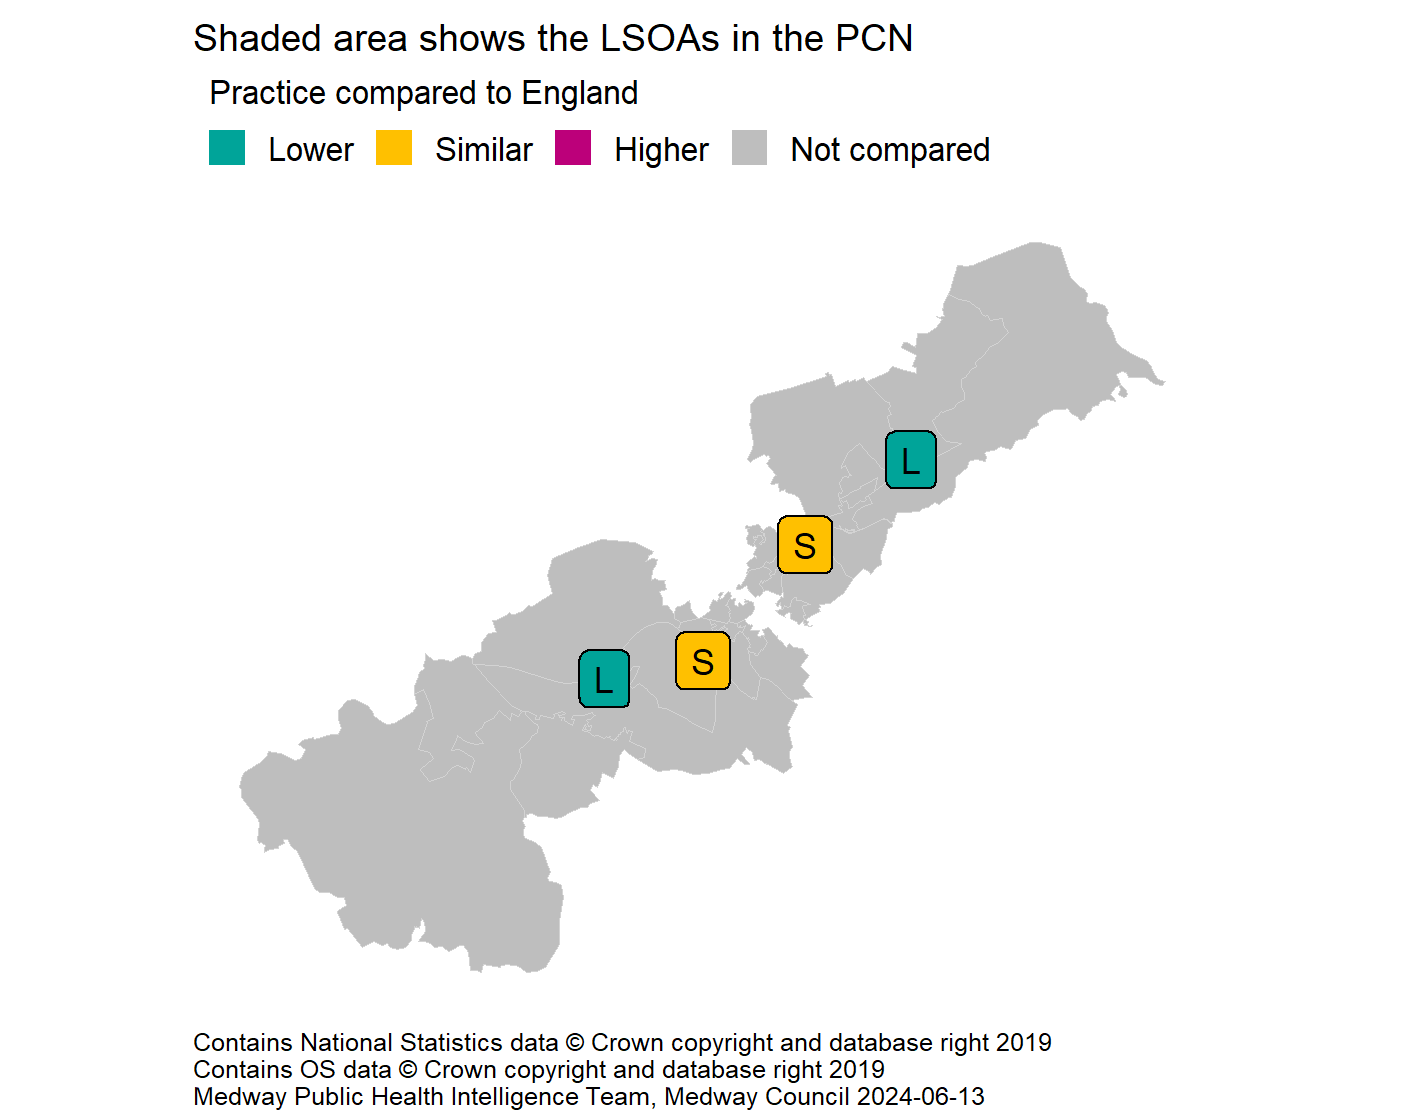 Shaded area shows the LSOAs in the PCN
Practice compared to England
Lower Similar Higher Not compared
L
S
S
L
Contains National Statistics data © Crown copyright and database right 2019
Contains OS data © Crown copyright and database right 2019
Medway Public Health Intelligence Team, Medway Council 2024-06-13